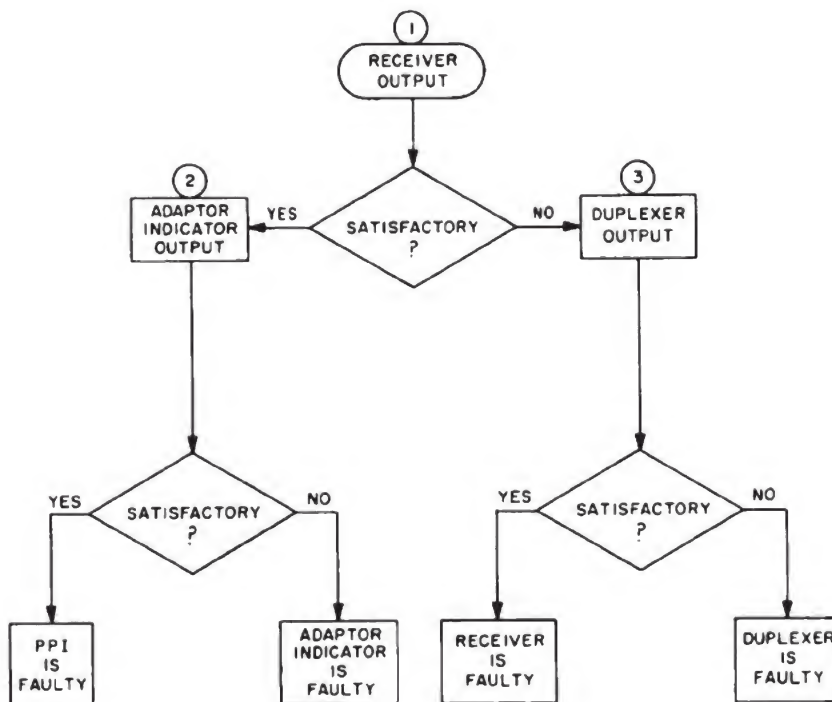 1
RECEIVER
OUTPUT
2
3
ADAPTOR
INDICATOR
OUTPUT
YES
SATISFACTORY
?
NO
DUPLEXER
OUTPUT
YES
SATISFACTORY
?
NO
YES
SATISFACTORY
?
NO
PPI
IS
FAULTY
ADAPTOR
INDICATOR
IS
FAULTY
RECEIVER
IS
FAULTY
DUPLEXER
IS
FAULTY